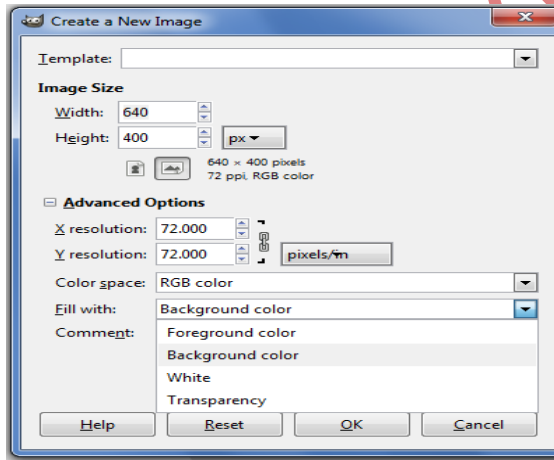 Create a New Image
Template:
Image Size
Width: 640
Height: 400 px
640 × 400 pixels
72 ppi, RGB color
Advanced Options
X resolution: 72.000
Y resolution: 72.000 pixels/in
Color space: RGB color
Fill with: Background color
Comment: Foreground color
Background color
White
Transparency
Help Reset OK Cancel